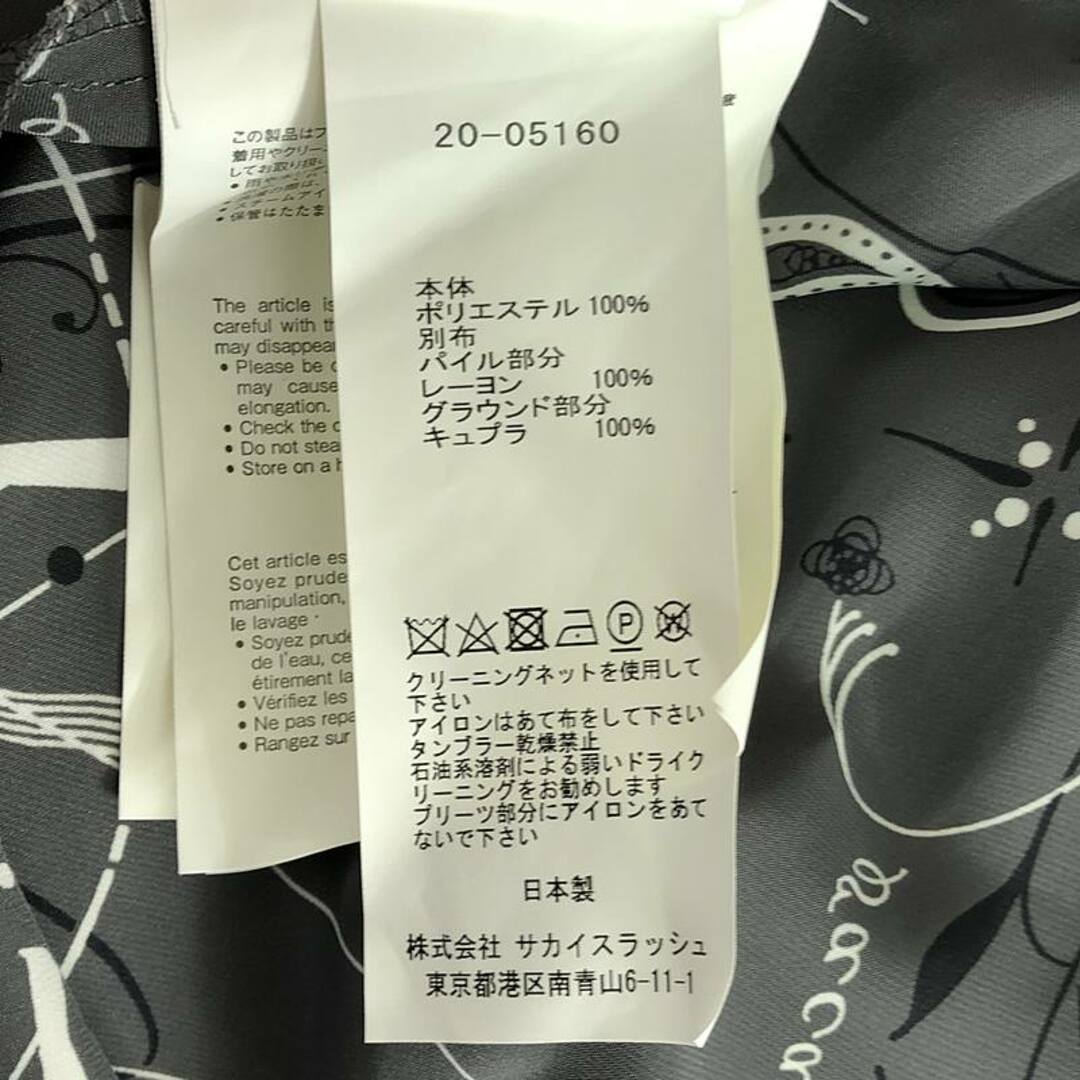 20-05160
本体
ポリエステル 100%
別布
パイル部分
レーヨン 100%
グラウンド部分
キュプラ 100%
クリーニングネットを使用して
下さい
アイロンはあて布をして下さい
タンブラー乾燥禁止
石油系溶剤による弱いドライク
リーニングをお勧めします
プリーツ部分にアイロンをあて
ないで下さい
日本製
株式会社 サカイスラッシュ
東京都港区南青山6-11-1
この製品はフ
着用やクリー
してお取り扱い
スチームアイ
• 保管はたたま
The article is
careful with th
may disappear
• Please be c
may cause
elongation.
• Check the c
• Do not stea
• Store on a h
Cet article es
Soyez prude
manipulation,
le lavage
• Soyez prude
de l'eau, ce
étirement la
• Vérifiez les
• Ne pas repa
• Rangez sur
P